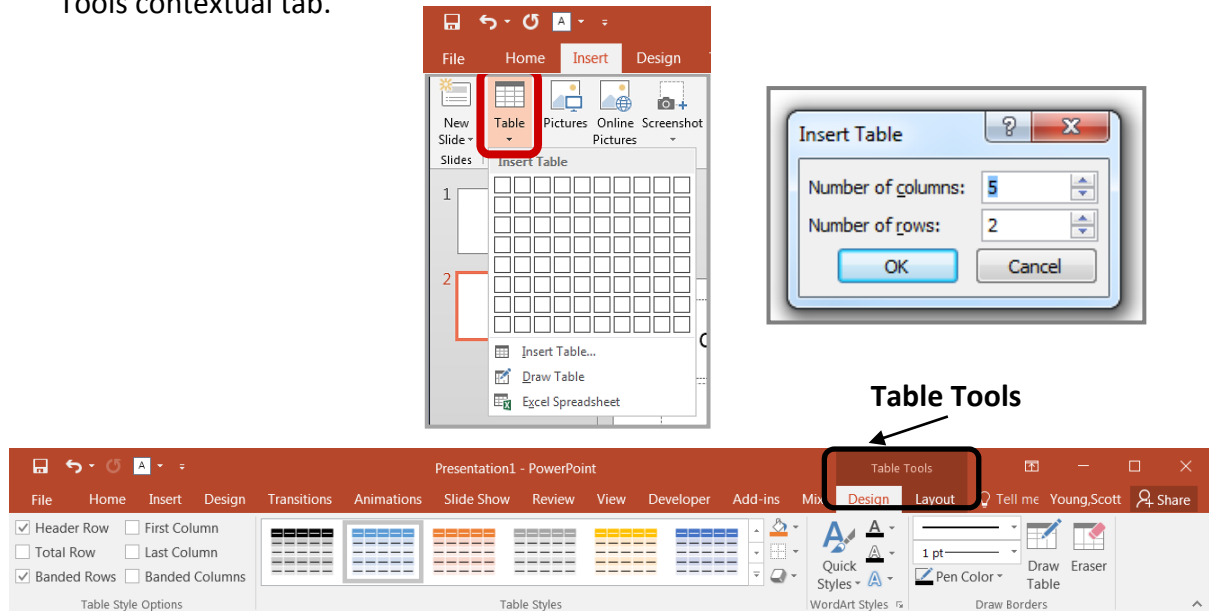 Tools contextual tab.
A
File Home Insert Design
New Slide
Table
Pictures
Online Pictures
Screenshot
Slides
Insert Table
1
2
Insert Table...
Draw Table
Excel Spreadsheet
Insert Table
?
X
Number of columns: 5
Number of rows: 2
OK Cancel
Table Tools
A
Presentation1 - PowerPoint
Table Tools
File Home Insert Design Transitions Animations Slide Show Review View Developer Add-ins Mix Design Layout Tell me Young,Scott Share
Header Row First Column
Total Row Last Column
Banded Rows Banded Columns
Table Style Options
Table Styles
Quick Styles
A
A
A
A
WordArt Styles
1 pt
Pen Color
Draw Table
Eraser
Draw Borders